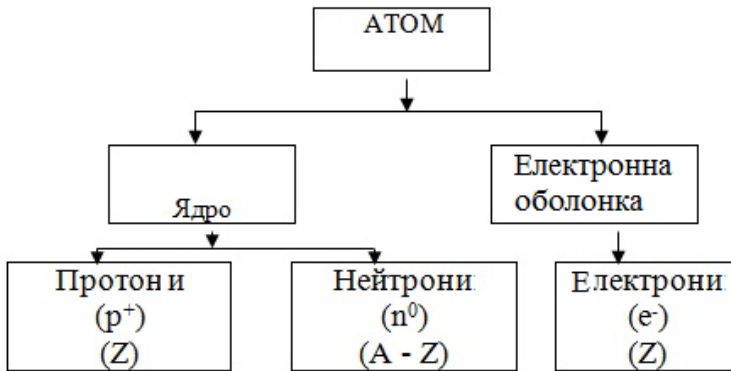 АТОМ
Електронна
оболонка
Ядро
Протони
(p⁺)
(Z)
Нейтрони
(n⁰)
(A - Z)
Електрони
(e⁻)
(Z)